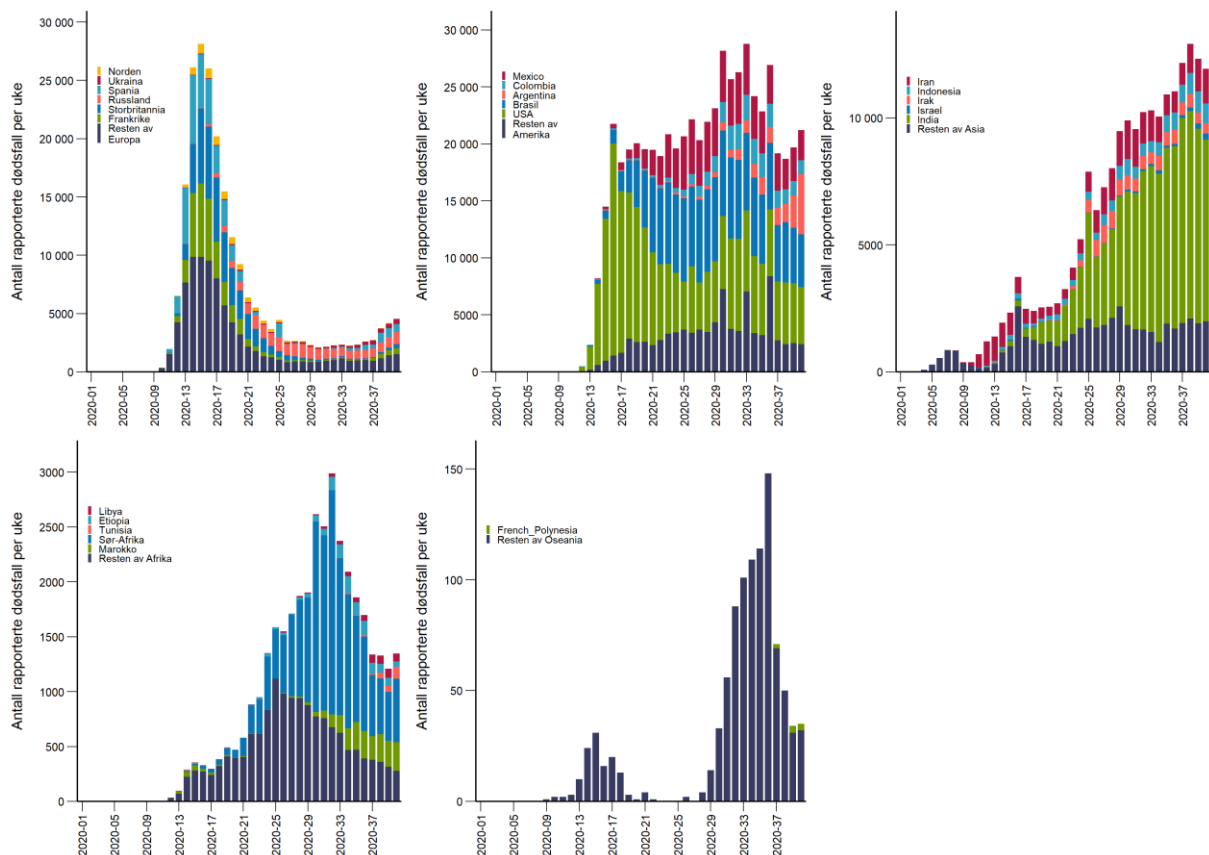 Antall rapporterte dødsfall per uke
30 000
25 000
20 000
15 000
10 000
5000
0
Norden
Ukraina
Spania
Russland
Storbritannia
Frankrike
Resten av
Europa
2020-01
2020-05
2020-09
2020-13
2020-17
2020-21
2020-25
2020-29
2020-33
2020-37
Antall rapporterte dødsfall per uke
30 000
25 000
20 000
15 000
10 000
5000
0
Mexico
Colombia
Argentina
Brasil
USA
Resten av
Amerika
2020-01
2020-05
2020-09
2020-13
2020-17
2020-21
2020-25
2020-29
2020-33
2020-37
Antall rapporterte dødsfall per uke
10 000
5000
0
Iran
Indonesia
Irak
Israel
India
Resten av Asia
2020-01
2020-05
2020-09
2020-13
2020-17
2020-21
2020-25
2020-29
2020-33
2020-37
Antall rapporterte dødsfall per uke
3000
2500
2000
1500
1000
500
0
Libya
Etiopia
Tunisia
Sør-Afrika
Marokko
Resten av Afrika
2020-01
2020-05
2020-09
2020-13
2020-17
2020-21
2020-25
2020-29
2020-33
2020-37
Antall rapporterte dødsfall per uke
150
100
50
0
French_Polynesia
Resten av Oseania
2020-01
2020-05
2020-09
2020-13
2020-17
2020-21
2020-25
2020-29
2020-33
2020-37